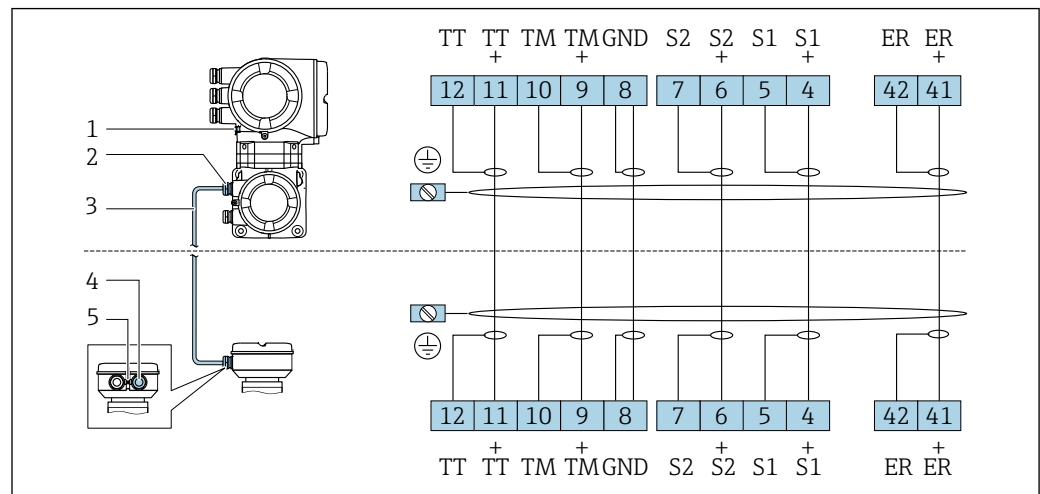 TT TT TM TM GND S2 S2 S1 S1 ER ER
+ + + + +
12 11 10 9 8 7 6 5 4 42 41
1
2
3
4
5
12 11 10 9 8 7 6 5 4 42 41
+ + + + +
TT TT TM TM GND S2 S2 S1 S1 ER ER